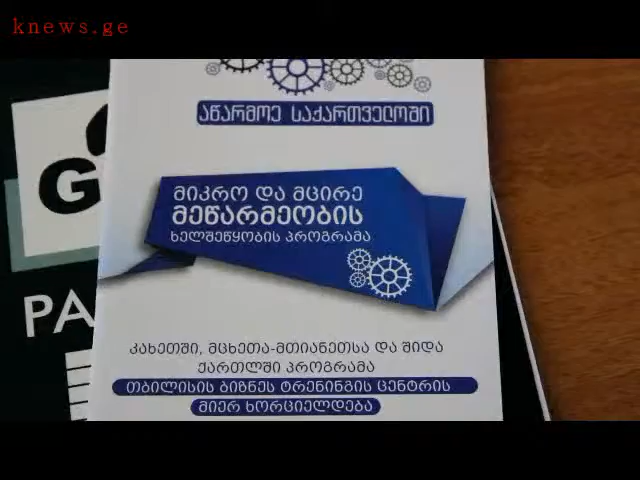 knews.ge
აწარმოე საქართველოში
მიკრო და მცირე
მეწარმეობის
ხელშეწყობის პროგრამა
G
PA
კახეთში, მცხეთა-მთიანეთსა და შიდა
ქართლში პროგრამა
თბილისის ბიზნეს ტრენინგის ცენტრის
მიერ ხორციელდება